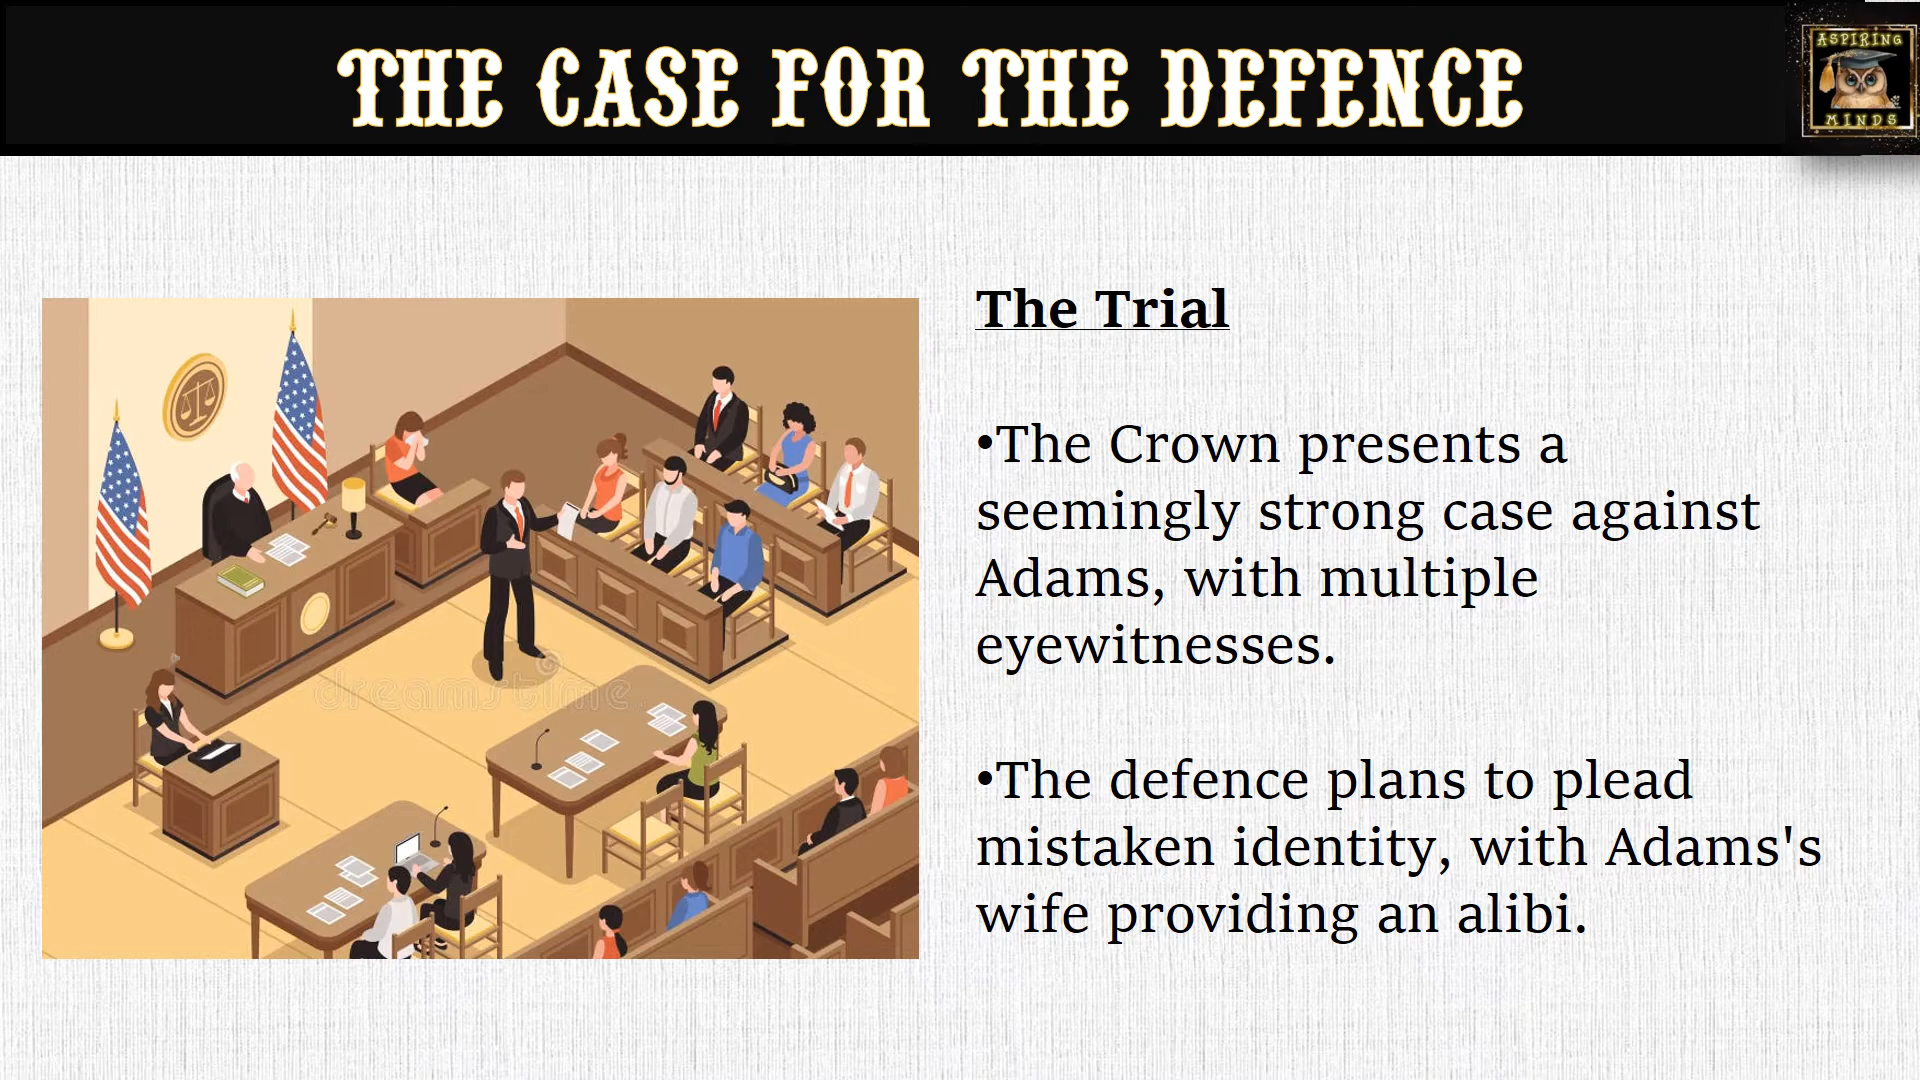 THE CASE FOR THE DEFENCE
ASPIRING
MINDS
The Trial
•The Crown presents a
seemingly strong case against
Adams, with multiple
eyewitnesses.
•The defence plans to plead
mistaken identity, with Adams's
wife providing an alibi.
dreamstime